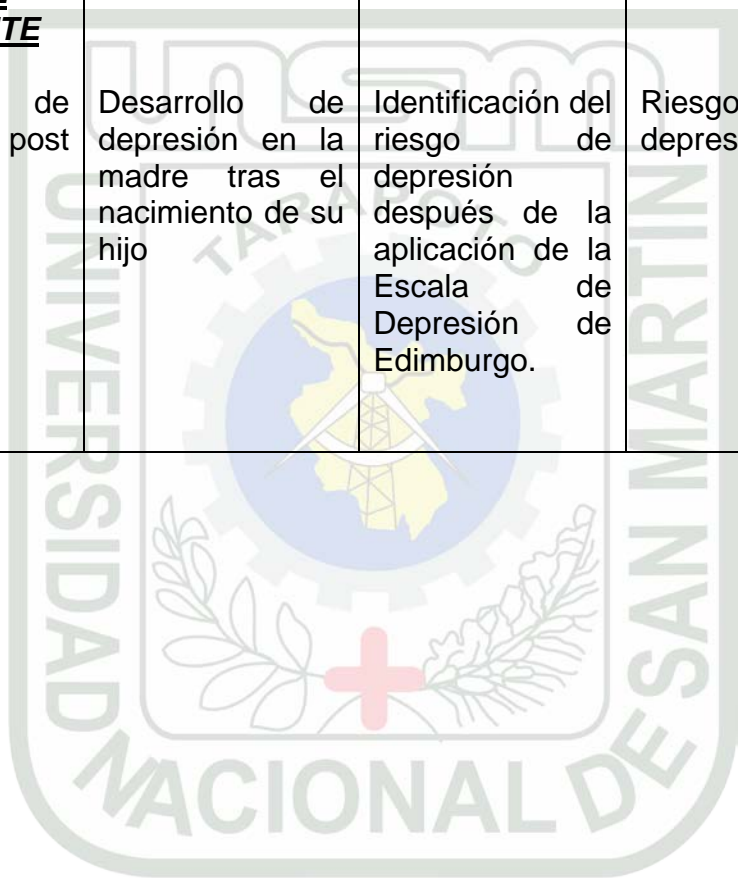 TE
de
post
Desarrollo de
depresión en la
madre tras el
nacimiento de su
hijo
Identificación del
riesgo de
depresión
después de la
aplicación de la
Escala de
Depresión de
Edimburgo.
Riesgo
depres
unsm
TARAPOTO
UNIVERSIDAD
NACIONAL DE
SAN MARTIN